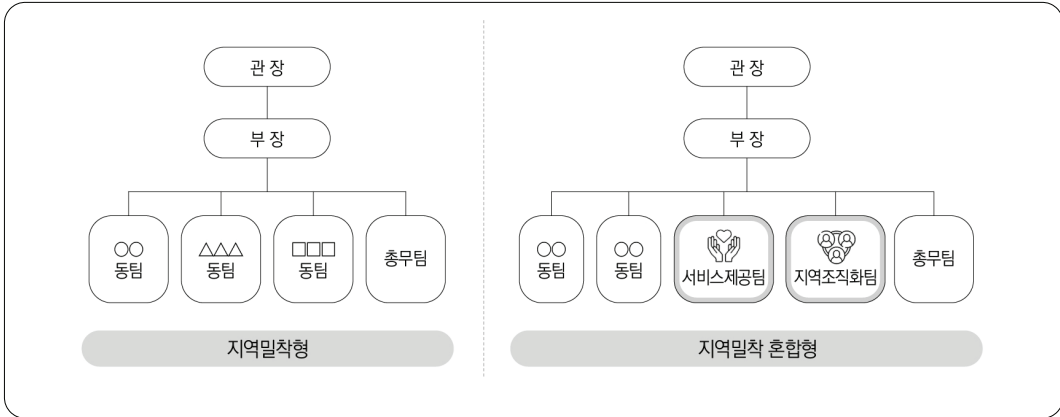 관 장
부 장
○○
동팀
△△△
동팀
□□□
동팀
총무팀
지역밀착형
관 장
부 장
○○
동팀
○○
동팀
서비스제공팀
지역조직화팀
총무팀
지역밀착 혼합형